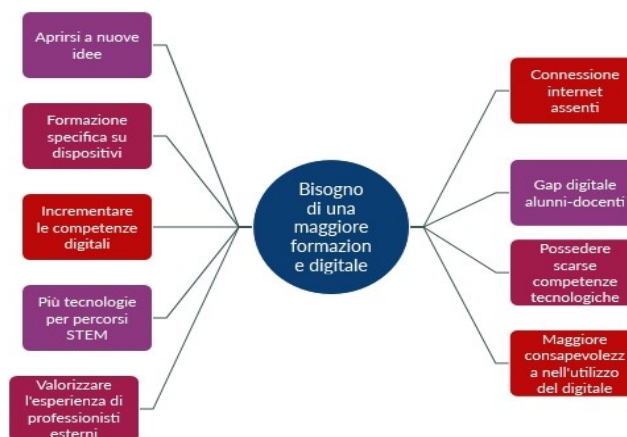 Aprirsi a nuove
idee
Formazione
specifica su
dispositivi
Incrementare
le competenze
digitali
Più tecnologie
per percorsi
STEM
Valorizzare
l'esperienza di
professionisti
esterni
Bisogno
di una
maggiore
formazion
e digitale
Connessione
internet
assenti
Gap digitale
alunni-docenti
Possedere
scarse
competenze
tecnologiche
Maggiore
consapevolezz
a nell'utilizzo
del digitale